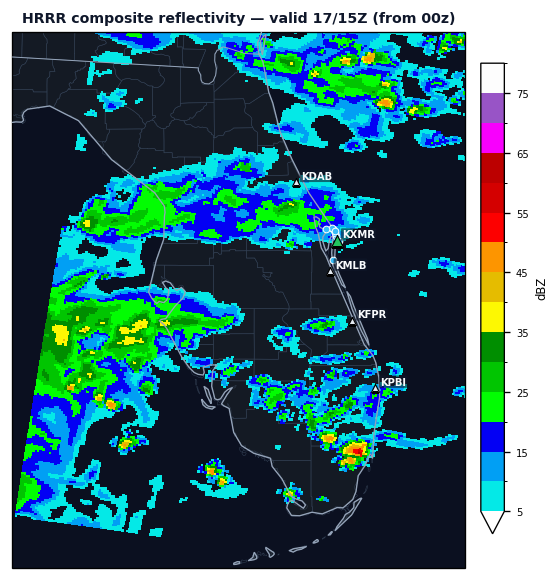 HRRR composite reflectivity — valid 17/15Z (from 00z)
KDAB
KXMR
KMLB
KFPR
KPBI
75
65
55
45
35
25
15
5
dBZ